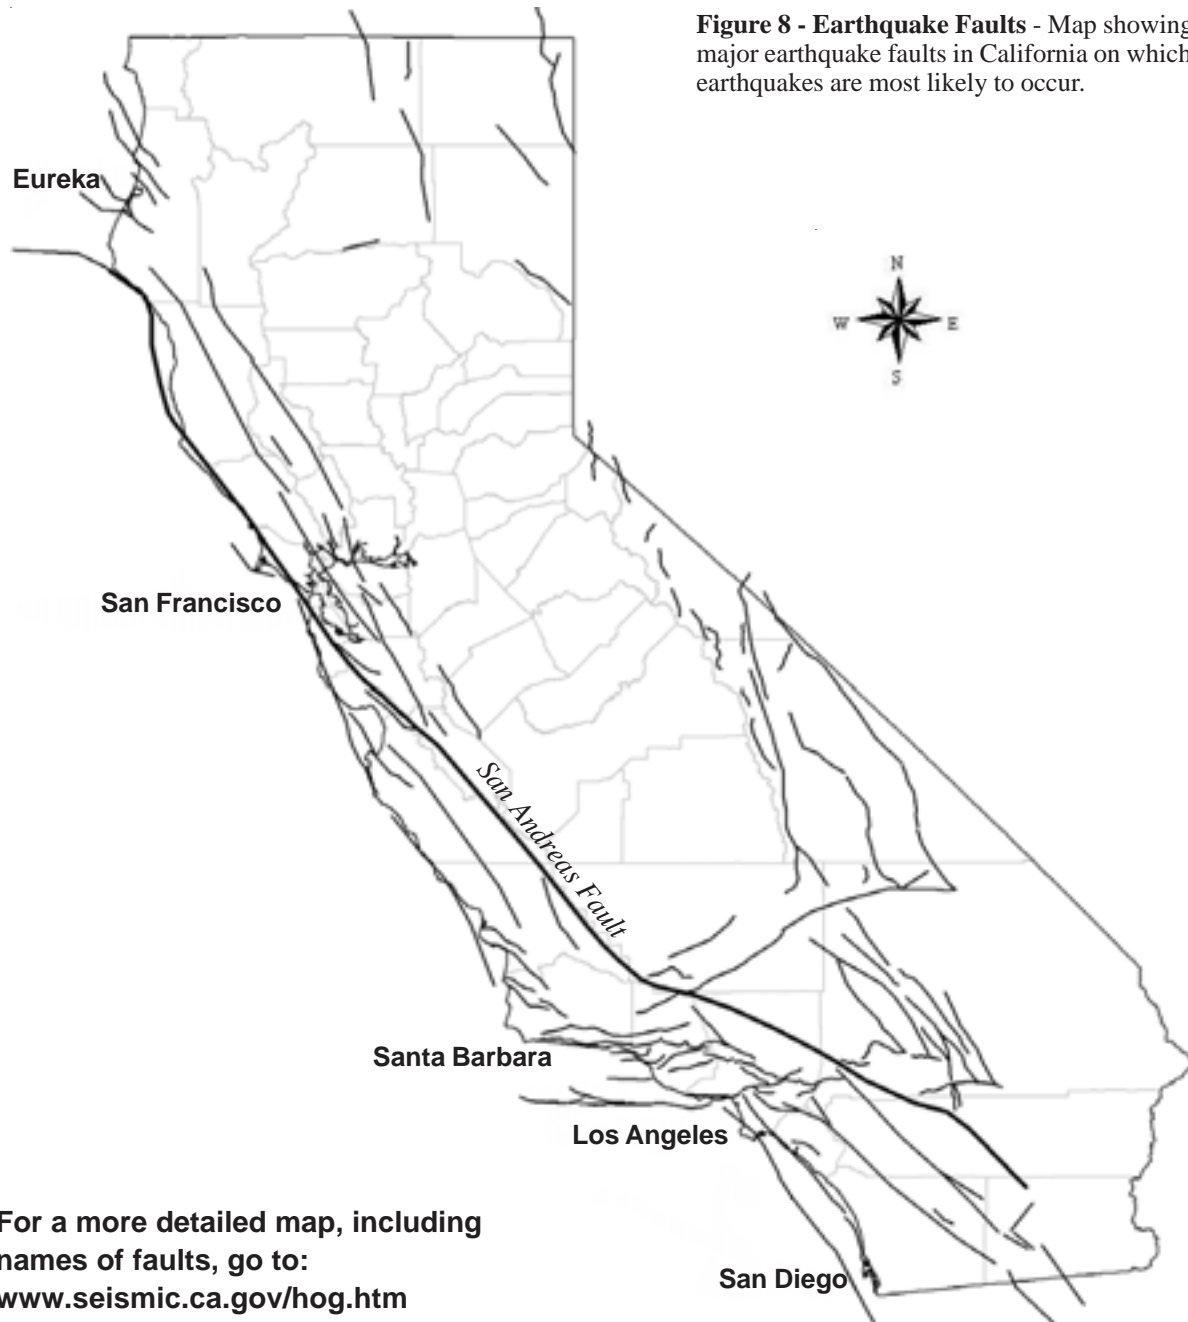 Figure 8 - Earthquake Faults - Map showing
major earthquake faults in California on which
earthquakes are most likely to occur.
Eureka
N
W E
S
San Francisco
San Andreas Fault
Santa Barbara
Los Angeles
For a more detailed map, including
names of faults, go to:
www.seismic.ca.gov/hog.htm
San Diego